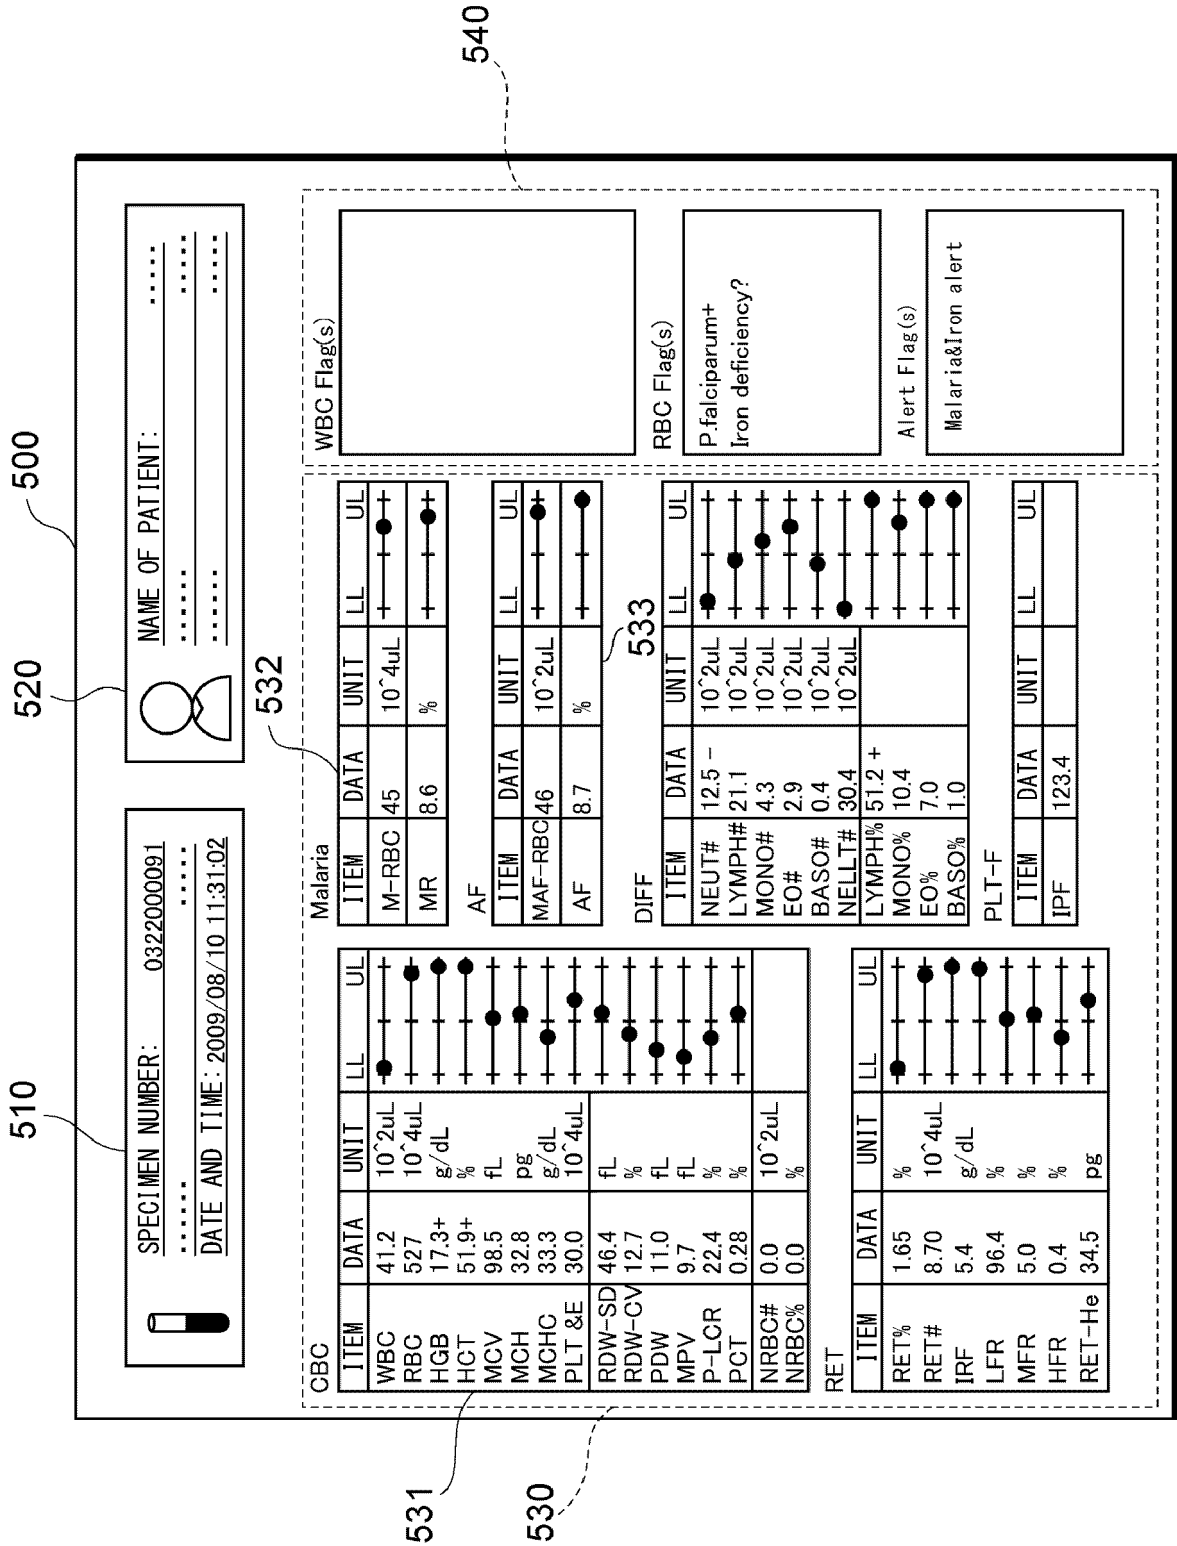 500
510
520
SPECIMEN NUMBER: 0322000091
..... .....
DATE AND TIME: 2009/08/10 11:31:02
NAME OF PATIENT: .....
..... .....
..... .....
530
531
CBC
ITEM DATA UNIT LL UL
WBC 41.2 10^2uL
RBC 527 10^4uL
HGB 17.3+ g/dL
HCT 51.9+ %
MCV 98.5 fL
MCH 32.8 pg
MCHC 33.3 g/dL
PLT &E 30.0 10^4uL
RDW-SD 46.4 fL
RDW-CV 12.7 %
PDW 11.0 fL
MPV 9.7 fL
P-LCR 22.4 %
PCT 0.28 %
NRBC# 0.0 10^2uL
NRBC% 0.0 %
RET
ITEM DATA UNIT LL UL
RET% 1.65 %
RET# 8.70 10^4uL
IRF 5.4 g/dL
LFR 96.4 %
MFR 5.0 %
HFR 0.4 %
RET-He 34.5 pg
532
Malaria
ITEM DATA UNIT LL UL
M-RBC 45 10^4uL
MR 8.6 %
AF
ITEM DATA UNIT LL UL
MAF-RBC 46 10^2uL
AF 8.7 %
533
DIFF
ITEM DATA UNIT LL UL
NEUT# 12.5 - 10^2uL
LYMPH# 21.1 10^2uL
MONO# 4.3 10^2uL
EO# 2.9 10^2uL
BASO# 0.4 10^2uL
NELLT# 30.4 10^2uL
LYMPH% 51.2 +
MONO% 10.4
EO% 7.0
BASO% 1.0
PLT-F
ITEM DATA UNIT LL UL
IPF 123.4
540
WBC Flag(s)
RBC Flag(s)
P.falciparum+
Iron deficiency?
Alert Flag(s)
Malaria&Iron alert